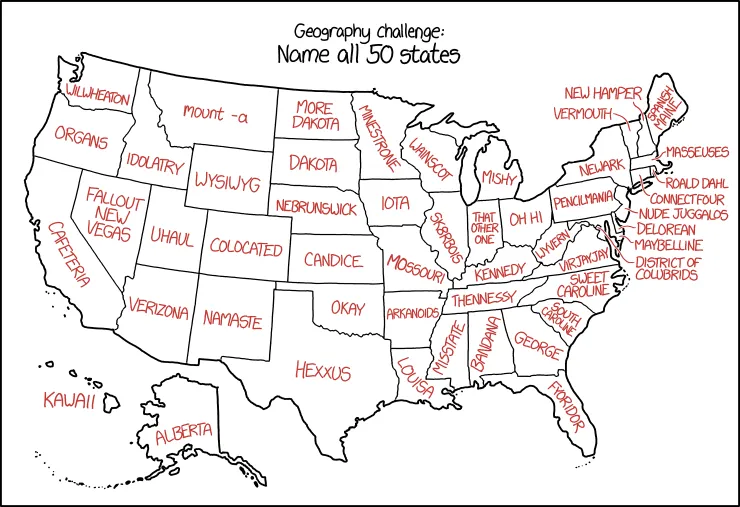 Geography challenge:
Name all 50 states
WILWHEATON
mount -a
MORE
DAKOTA
MINESTRONE
NEW HAMPER
VERMOUTH
SPANISH
MAINE
ORGANS
IDOLATRY
WYSIWYG
DAKOTA
WAINSCOT
MISHY
NEWARK
MASSEUSES
ROALD DAHL
CONNECTFOUR
FALLOUT
NEW
VEGAS
NEBRUNSWICK
IOTA
SK8RBOIS
THAT
OTHER
ONE
OH HI
PENCILMANIA
NUDE JUGGALOS
DELOREAN
MAYBELLINE
DISTRICT OF
COLUBRIDS
CAFETERIA
UHAUL
COLOCATED
CANDICE
MOSSOURI
KENNEDY
WYVERN
VIRJAYJAY
VERIZONA
NAMASTE
OKAY
ARKANOIDS
THENNESSY
SWEET
CAROLINE
SOUTH
CAROLINE
HEXXUS
LOUISA
MISSTATE
BANDANA
GEORGE
FYORIDOR
KAWAII
ALBERTA